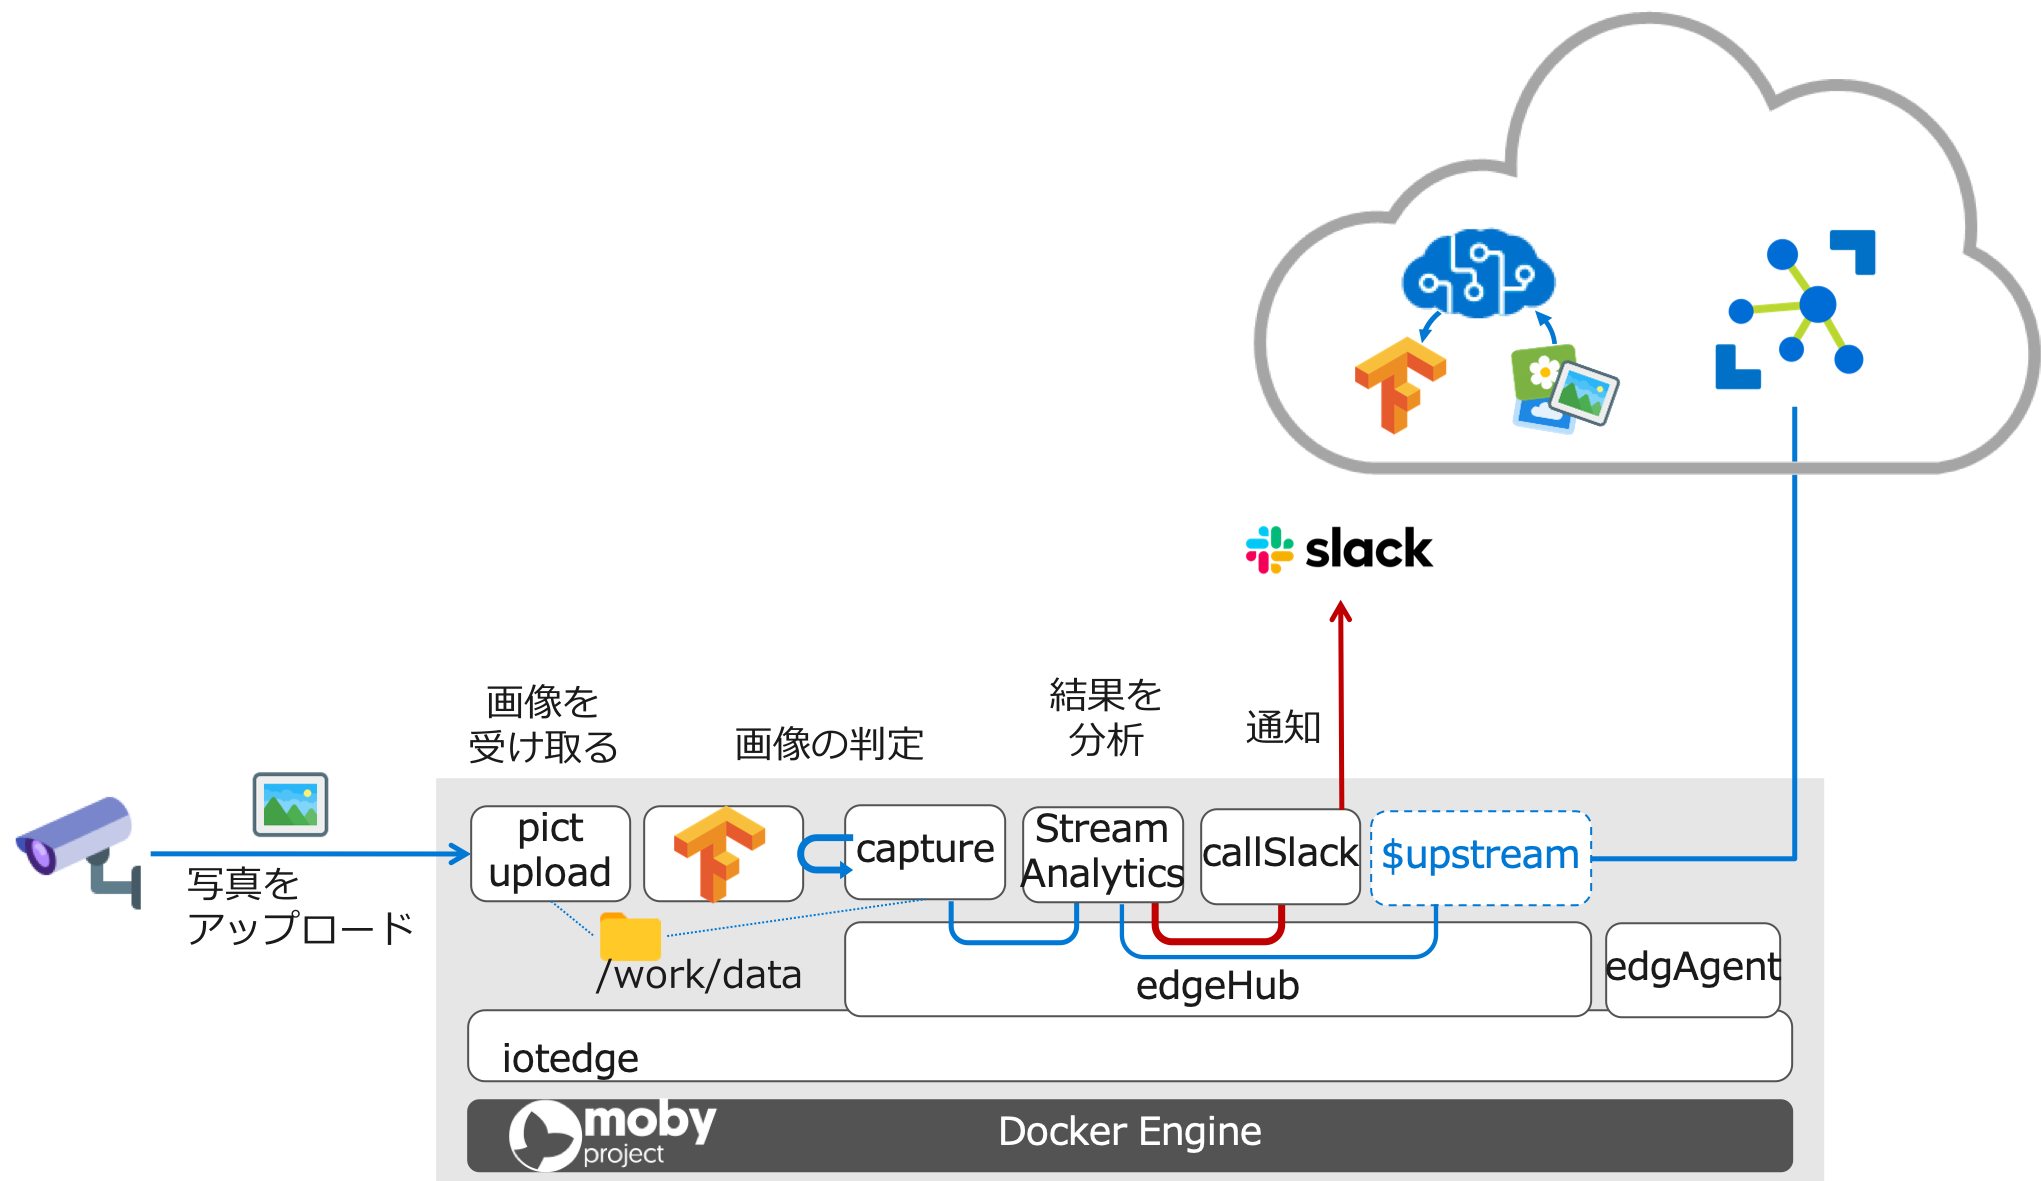 slack
画像を
受け取る
画像の判定
結果を
分析
通知
写真を
アップロード
pict
upload
capture
Stream
Analytics
callSlack
$upstream
/work/data
edgeHub
edgAgent
iotedge
moby
project
Docker Engine